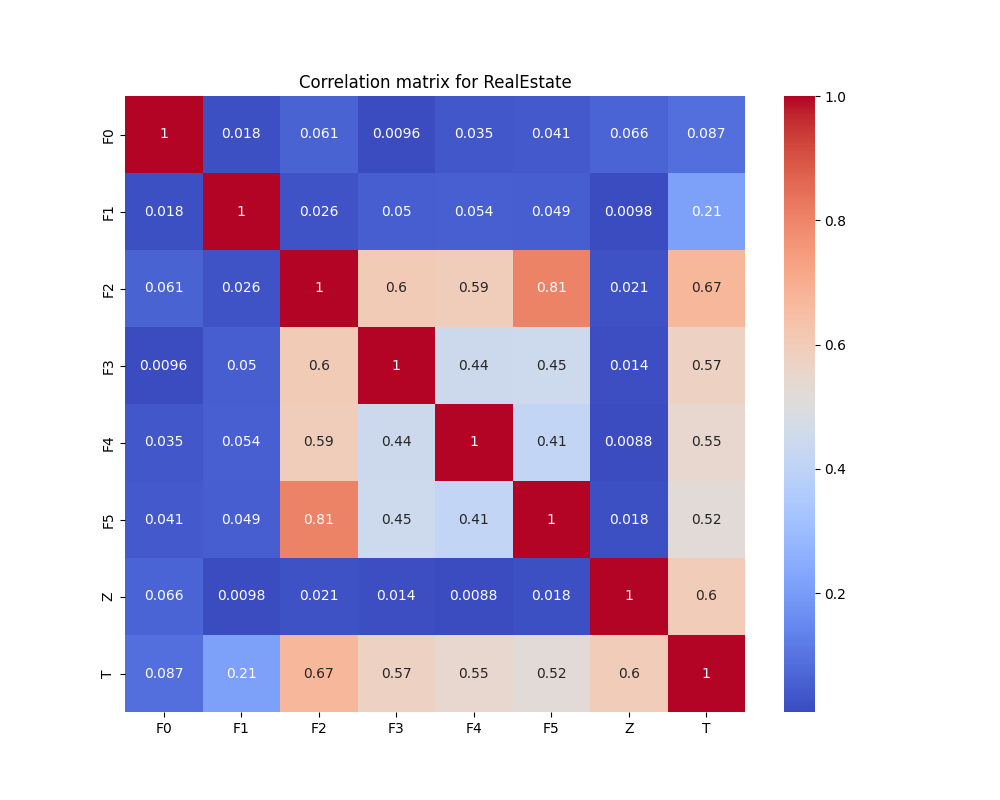 Correlation matrix for RealEstate
F0 1 0.018 0.061 0.0096 0.035 0.041 0.066 0.087
F1 0.018 1 0.026 0.05 0.054 0.049 0.0098 0.21
F2 0.061 0.026 1 0.6 0.59 0.81 0.021 0.67
F3 0.0096 0.05 0.6 1 0.44 0.45 0.014 0.57
F4 0.035 0.054 0.59 0.44 1 0.41 0.0088 0.55
F5 0.041 0.049 0.81 0.45 0.41 1 0.018 0.52
Z 0.066 0.0098 0.021 0.014 0.0088 0.018 1 0.6
T 0.087 0.21 0.67 0.57 0.55 0.52 0.6 1
F0 F1 F2 F3 F4 F5 Z T
1.0
0.8
0.6
0.4
0.2